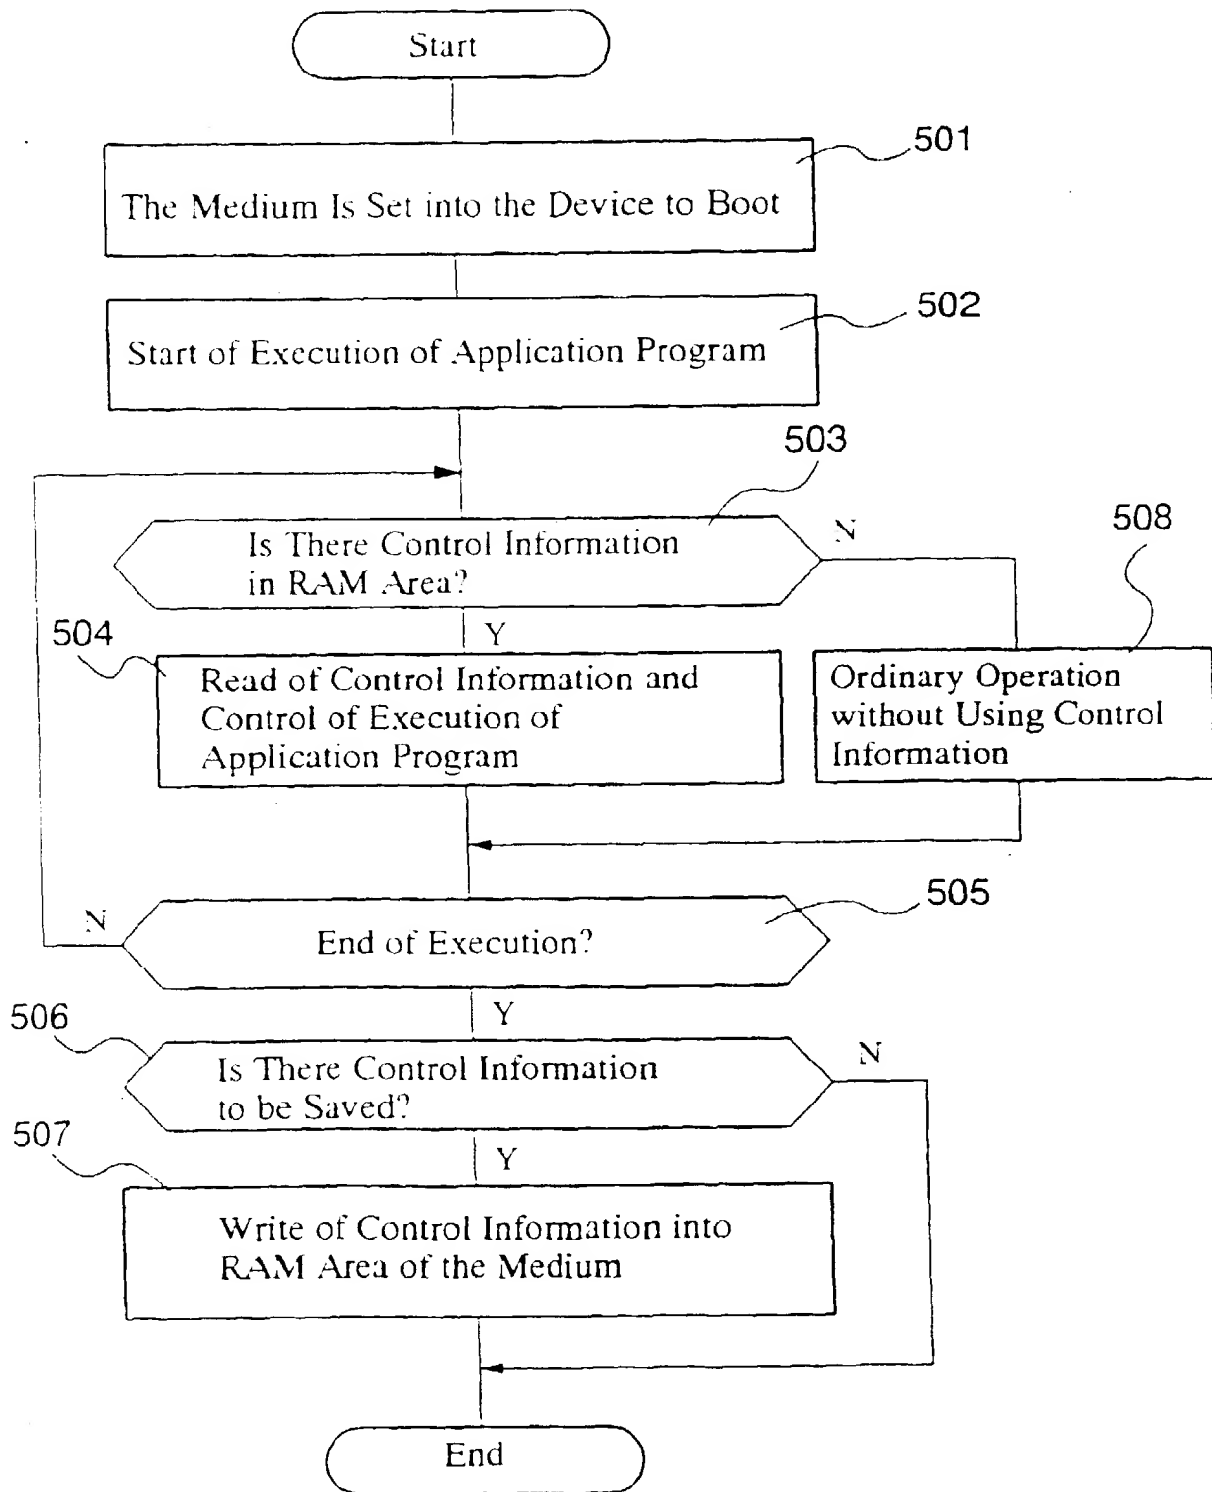 Start
501
The Medium Is Set into the Device to Boot
502
Start of Execution of Application Program
503
Is There Control Information
in RAM Area?
N
508
504
Y
Read of Control Information and
Control of Execution of
Application Program
Ordinary Operation
without Using Control
Information
505
N
End of Execution?
Y
506
Is There Control Information
to be Saved?
N
507
Y
Write of Control Information into
RAM Area of the Medium
End